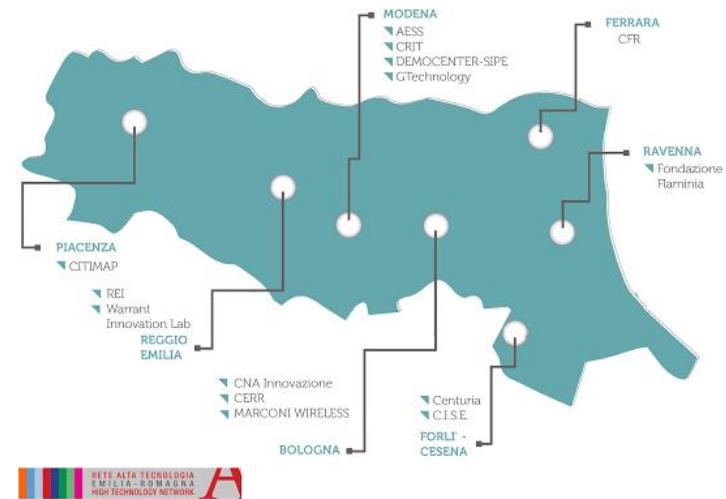 MODENA
AESS
CRIT
DEMOCENTER-SIPE
GTechnology
FERRARA
CFR
RAVENNA
Fondazione
Flaminia
PIACENZA
CITIMAP
REI
Warrant
Innovation Lab
REGGIO
EMILIA
CNA Innovazione
CERR
MARCONI WIRELESS
BOLOGNA
Centuria
C.I.S.E.
FORLI' -
CESENA
RETE ALTA TECNOLOGIA
EMILIA-ROMAGNA
HIGH TECHNOLOGY NETWORK